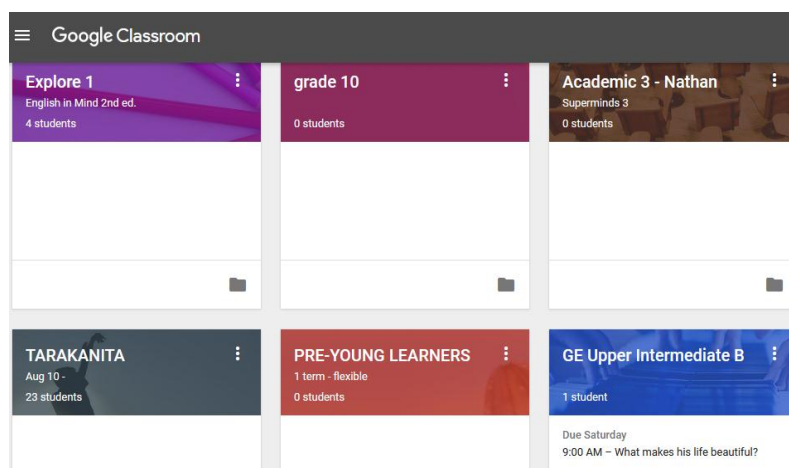 Google Classroom
Explore 1
English in Mind 2nd ed.
4 students
grade 10
0 students
Academic 3 - Nathan
Superminds 3
0 students
TARAKANITA
Aug 10 -
23 students
PRE-YOUNG LEARNERS
1 term - flexible
0 students
GE Upper Intermediate B
1 student
Due Saturday
9:00 AM – What makes his life beautiful?